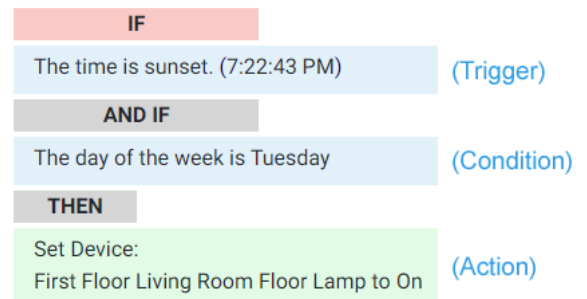 IF
The time is sunset. (7:22:43 PM)
(Trigger)
AND IF
The day of the week is Tuesday
(Condition)
THEN
Set Device:
First Floor Living Room Floor Lamp to On
(Action)